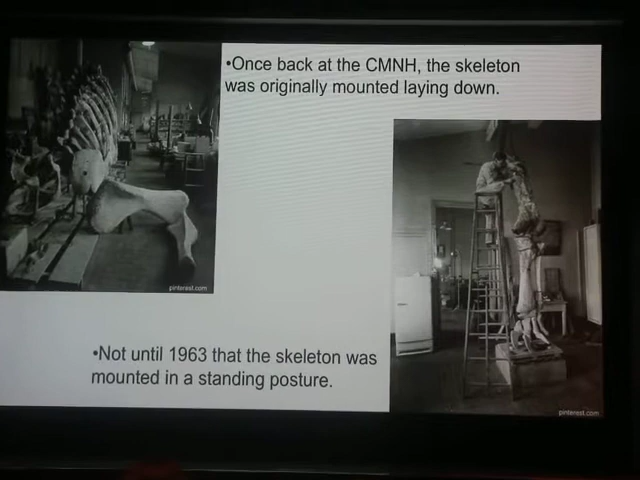 •Once back at the CMNH, the skeleton
was originally mounted laying down.
pinterest.com
•Not until 1963 that the skeleton was
mounted in a standing posture.
pinterest.com